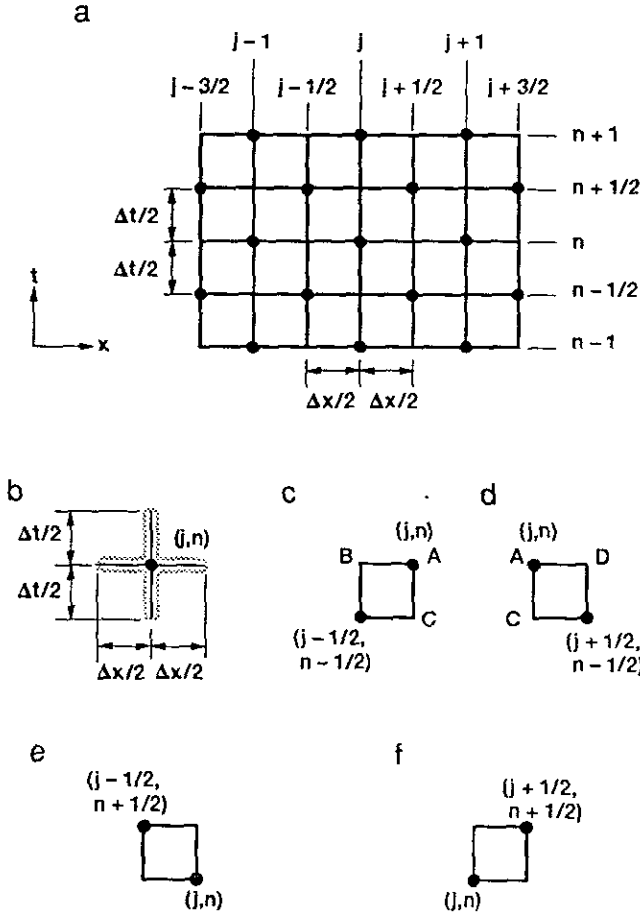 a
j – 1 j j + 1
j – 3/2 j – 1/2 j + 1/2 j + 3/2
n + 1
n + 1/2
Δt/2
n
Δt/2
n – 1/2
t
x
n – 1
Δx/2 Δx/2
b
Δt/2
(j,n)
Δt/2
Δx/2 Δx/2
c
(j,n)
B A
C
(j – 1/2,
n – 1/2)
d
(j,n)
A D
C
(j + 1/2,
n – 1/2)
e
(j – 1/2,
n + 1/2)
(j,n)
f
(j + 1/2,
n + 1/2)
(j,n)